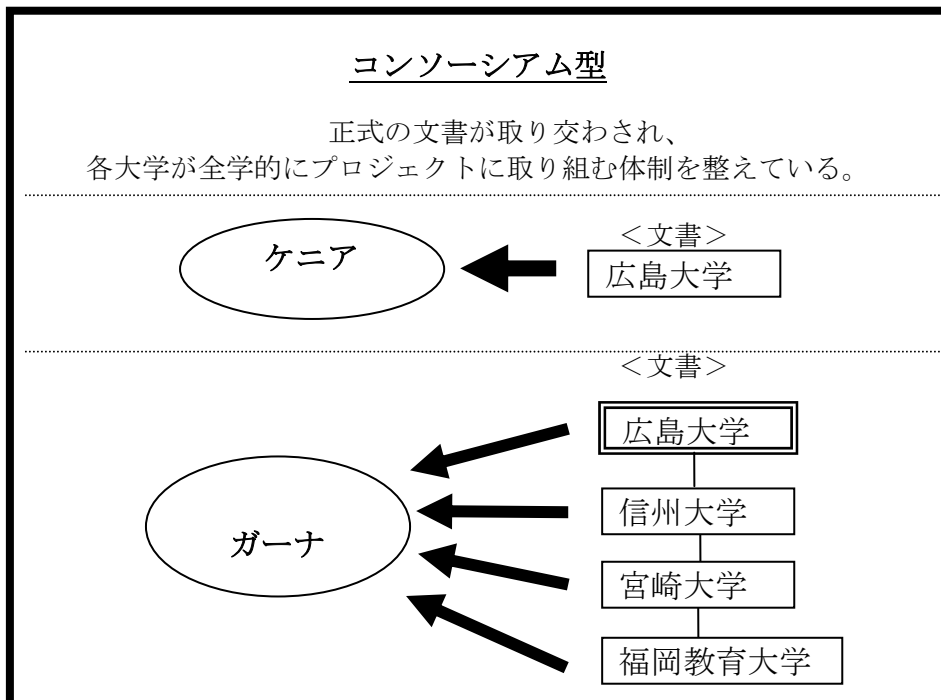 コンソーシアム型
正式の文書が取り交わされ、
各大学が全学的にプロジェクトに取り組む体制を整えている。
＜文書＞
ケニア
広島大学
＜文書＞
広島大学
信州大学
ガーナ
宮崎大学
福岡教育大学